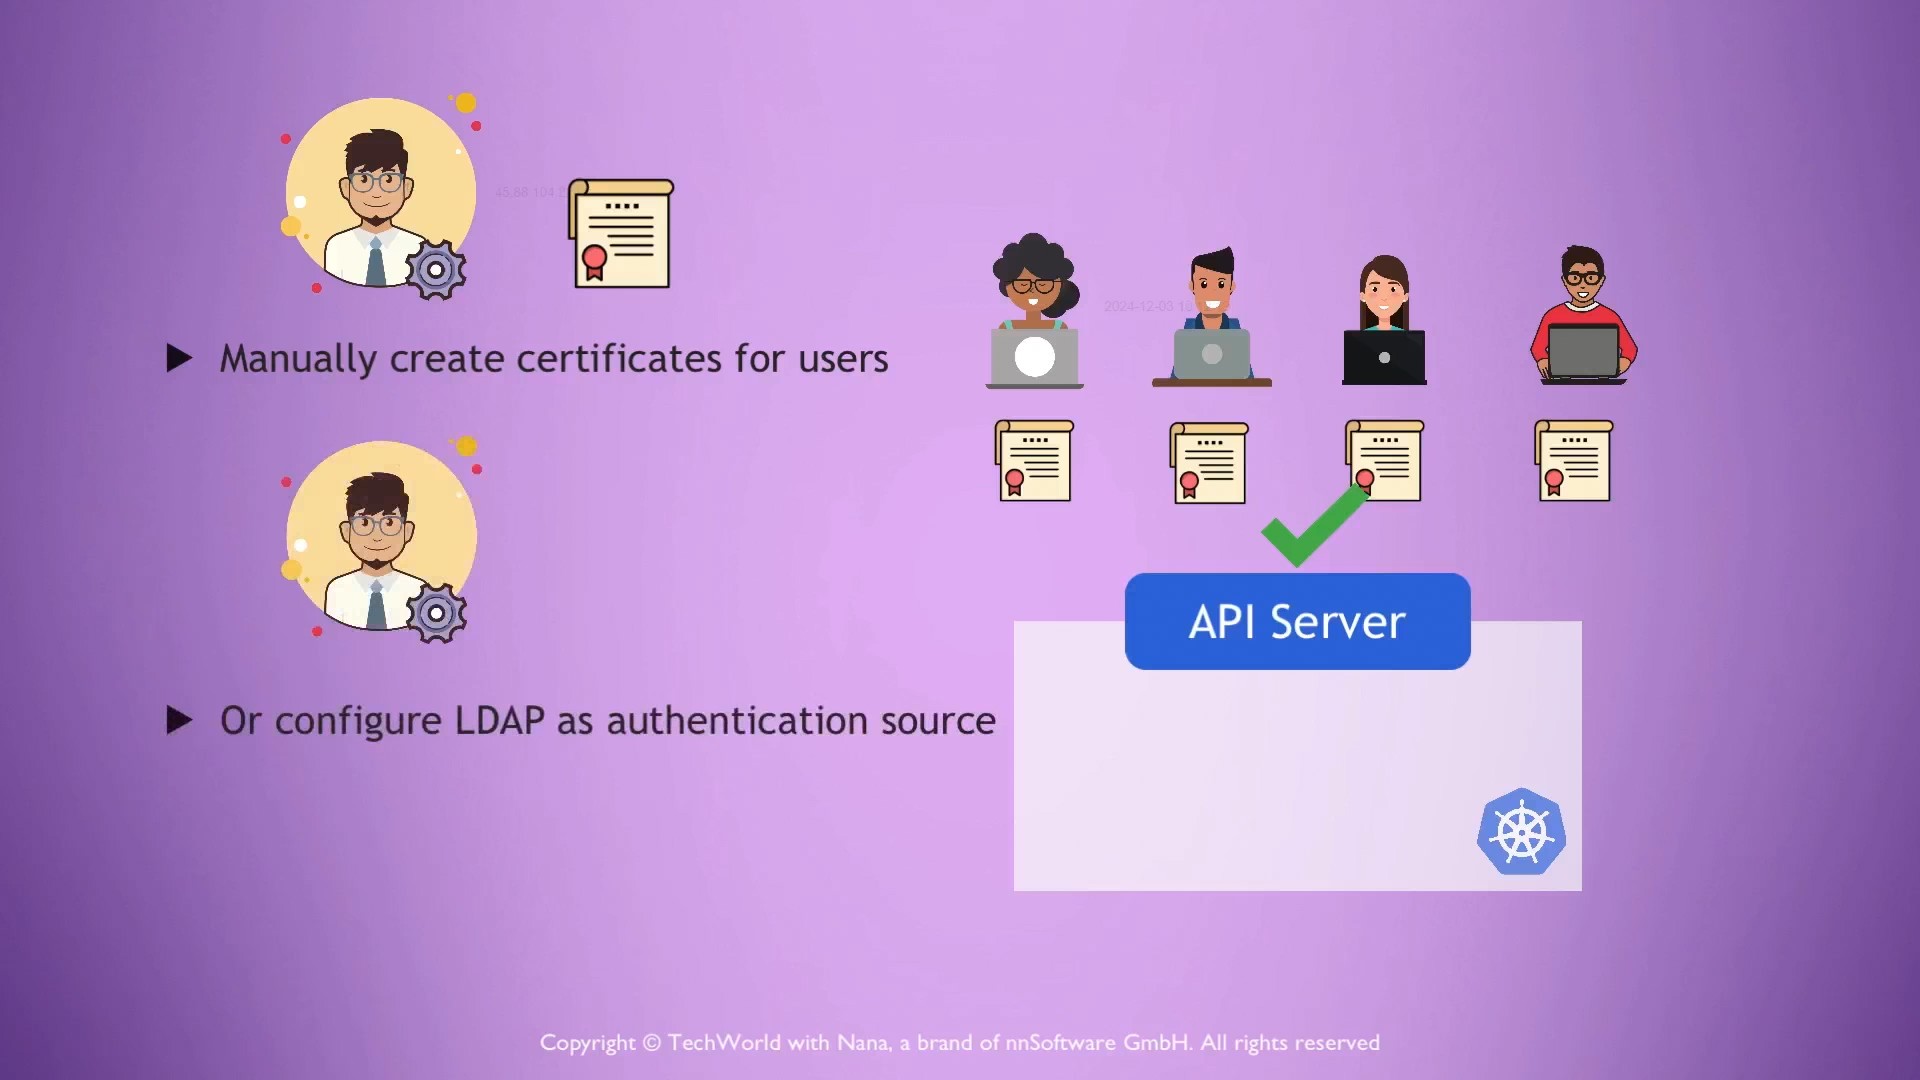 Manually create certificates for users
Or configure LDAP as authentication source
API Server
Copyright © TechWorld with Nana, a brand of nnSoftware GmbH. All rights reserved